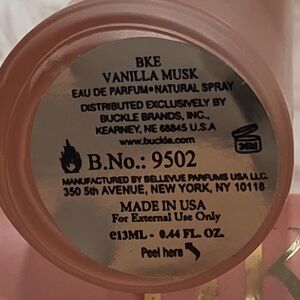 BKE
VANILLA MUSK
EAU DE PARFUM•NATURAL SPRAY
DISTRIBUTED EXCLUSIVELY BY
BUCKLE BRANDS, INC.,
KEARNEY, NE 68845 U.S.A
www.buckle.com
36M
B.No.: 9502
MANUFACTURED BY BELLEVUE PARFUMS USA LLC.
350 5th AVENUE, NEW YORK, NY 10118
MADE IN USA
For External Use Only
e13ML - 0.44 FL. OZ.
Peel here